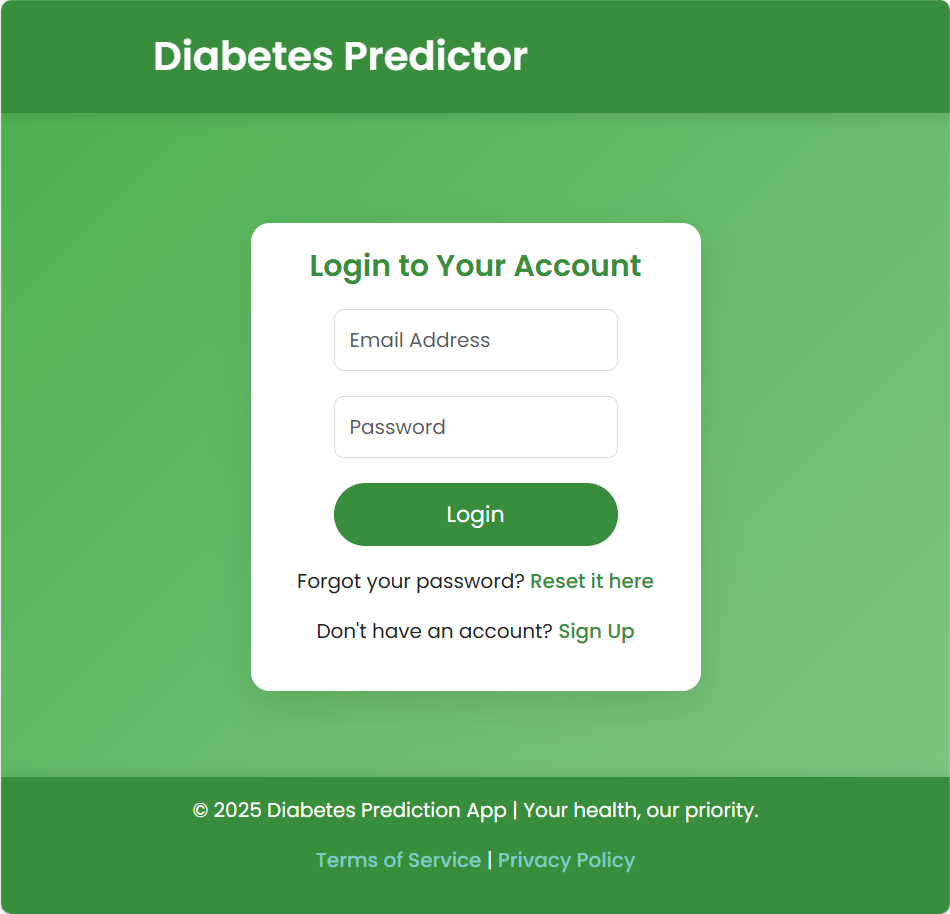 Diabetes Predictor
Login to Your Account
Email Address
Password
Login
Forgot your password? Reset it here
Don't have an account? Sign Up
© 2025 Diabetes Prediction App | Your health, our priority.
Terms of Service | Privacy Policy